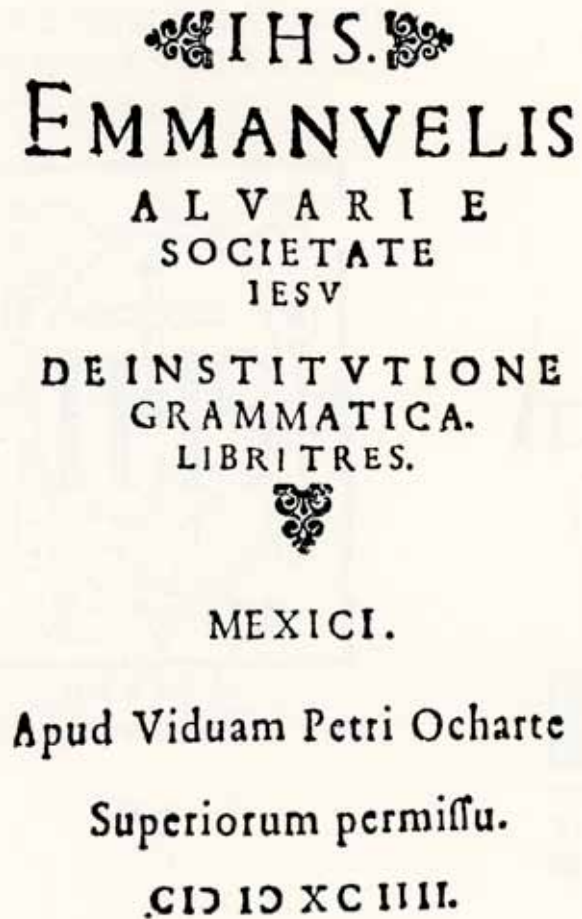 IHS.
EMMANVELIS
ALVARI E
SOCIETATE
IESV
DE INSTITVTIONE
GRAMMATICA.
LIBRI TRES.
MEXICI.
Apud Viduam Petri Ocharte
Superiorum permiſſu.
CIↃ IↃ XC IIII.